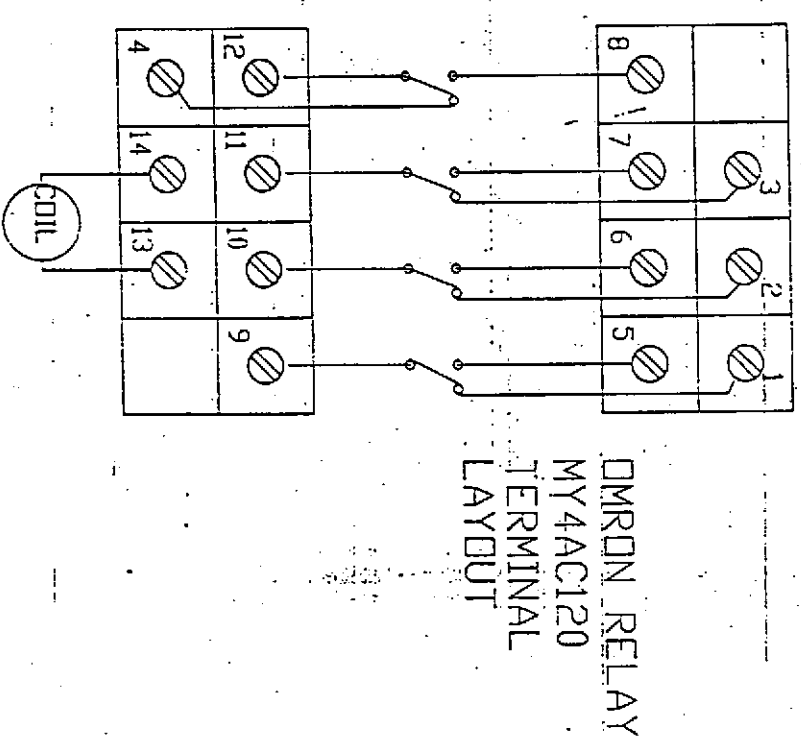 3 2 1
8 7 6 5
OMRON RELAY
MY4AC120
TERMINAL
LAYOUT
12 11 10 9
4 14 13
COIL